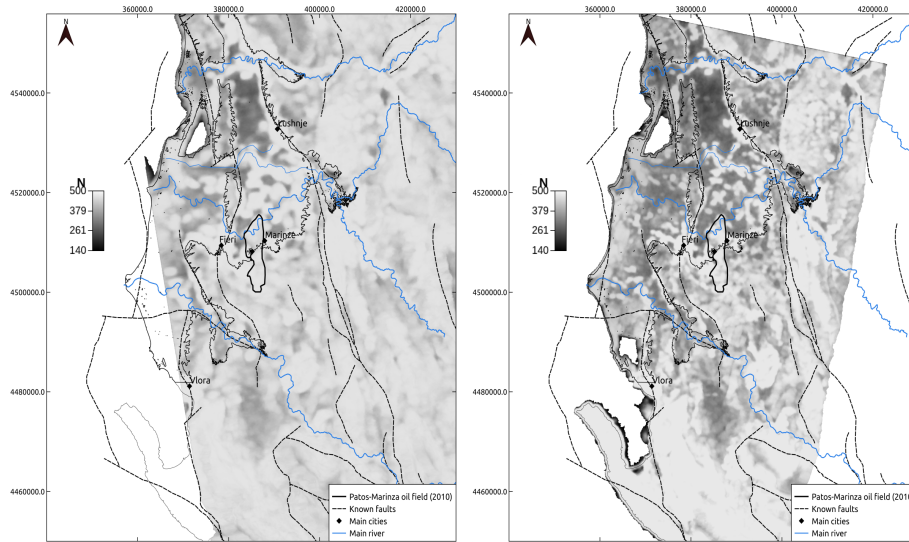 360000.0 380000.0 400000.0 420000.0
N
4540000.0
Lushnje
4520000.0
N
500
379
261
140
Fieri
Marinze
4500000.0
Vlora
4480000.0
4460000.0
Patos-Marinza oil field (2010)
Known faults
Main cities
Main river
360000.0 380000.0 400000.0 420000.0
N
4540000.0
Lushnje
4520000.0
N
500
379
261
140
Fieri
Marinze
4500000.0
Vlora
4480000.0
4460000.0
Patos-Marinza oil field (2010
Known faults
Main cities
Main river